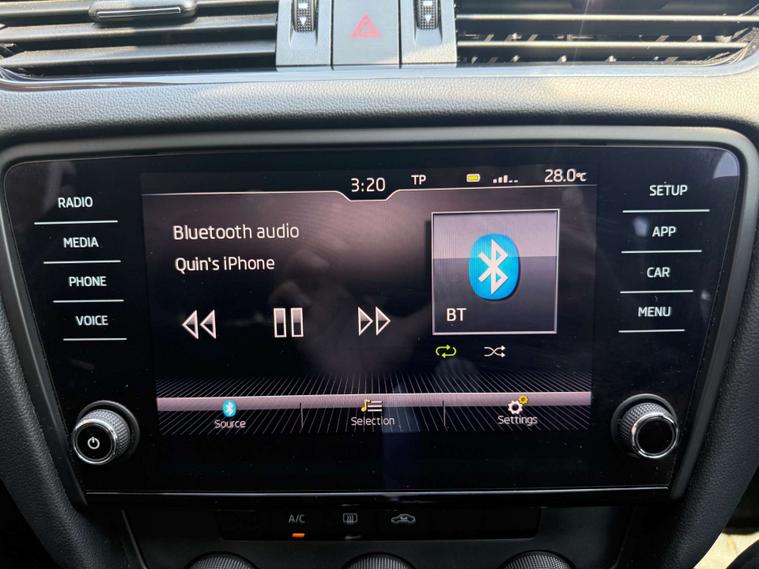 3:20 TP 28.0°C
RADIO
MEDIA
PHONE
VOICE
Bluetooth audio
Quin's iPhone
BT
Source
Selection
Settings
SETUP
APP
CAR
MENU
A/C